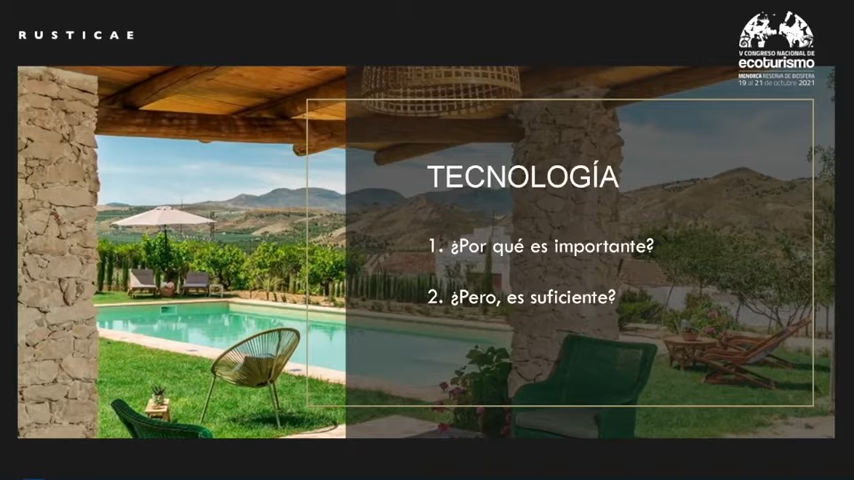 RUSTICAE
V CONGRESO NACIONAL DE
ecoturismo
MENORCA RESERVA DE BIOSFERA
19 al 21 de octubre 2021
TECNOLOGÍA
1. ¿Por qué es importante?
2. ¿Pero, es suficiente?